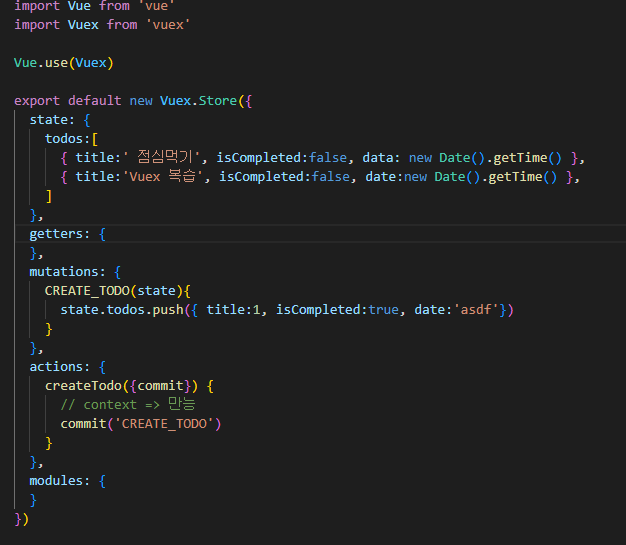 import Vue from 'vue'
import Vuex from 'vuex'
Vue.use(Vuex)
export default new Vuex.Store({
  state: {
    todos:[
      { title:' 점심먹기', isCompleted:false, data: new Date().getTime() },
      { title:'Vuex 복습', isCompleted:false, date:new Date().getTime() },
    ]
  },
  getters: {
  },
  mutations: {
    CREATE_TODO(state){
      state.todos.push({ title:1, isCompleted:true, date:'asdf'})
    }
  },
  actions: {
    createTodo({commit}) {
      // context => 만능
      commit('CREATE_TODO')
    }
  },
  modules: {
  }
})